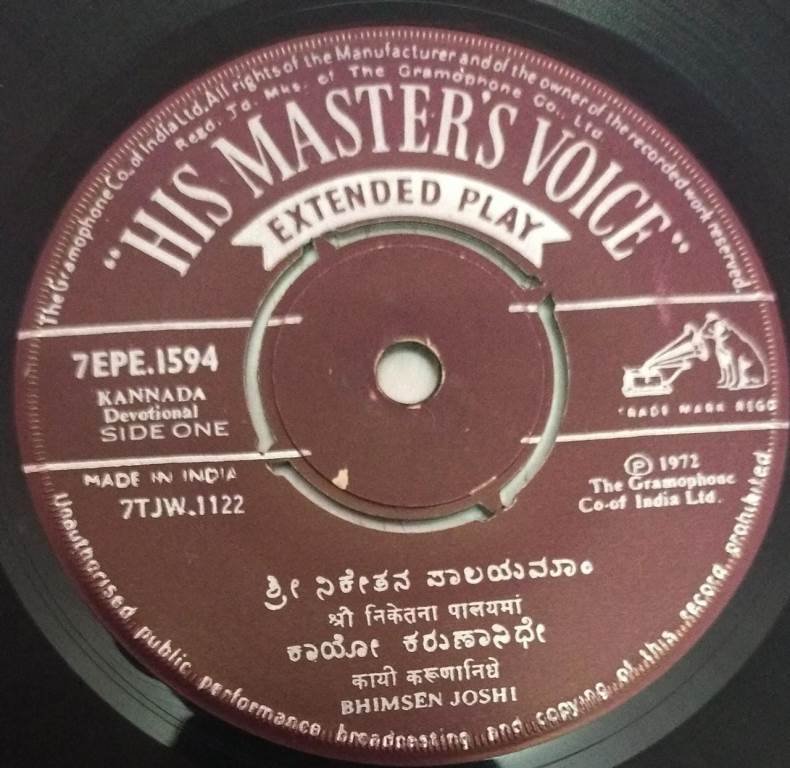 The Gramophone Co. of India Ltd. All rights of the Manufacturer and of the owner of the recorded work reserved.
Regd. Td. Mks. of The Gramophone Co., Ltd
"HIS MASTER'S VOICE"
EXTENDED PLAY
7EPE.1594
KANNADA
Devotional
SIDE ONE
TRADE MARK REGD
MADE IN INDIA
7TJW.1122
Ⓟ 1972
The Gramophone
Co-of India Ltd.
ಶ್ರೀ ನಿಕೇತನ ಪಾಲಯಮಾಂ
श्री निकेतना पालयमां
ಕಾಯೋ ಕರುಣಾನಿಧೇ
कायी करूणानिधे
BHIMSEN JOSHI
Unauthorised public performance broadcasting and copying of this record prohibited.